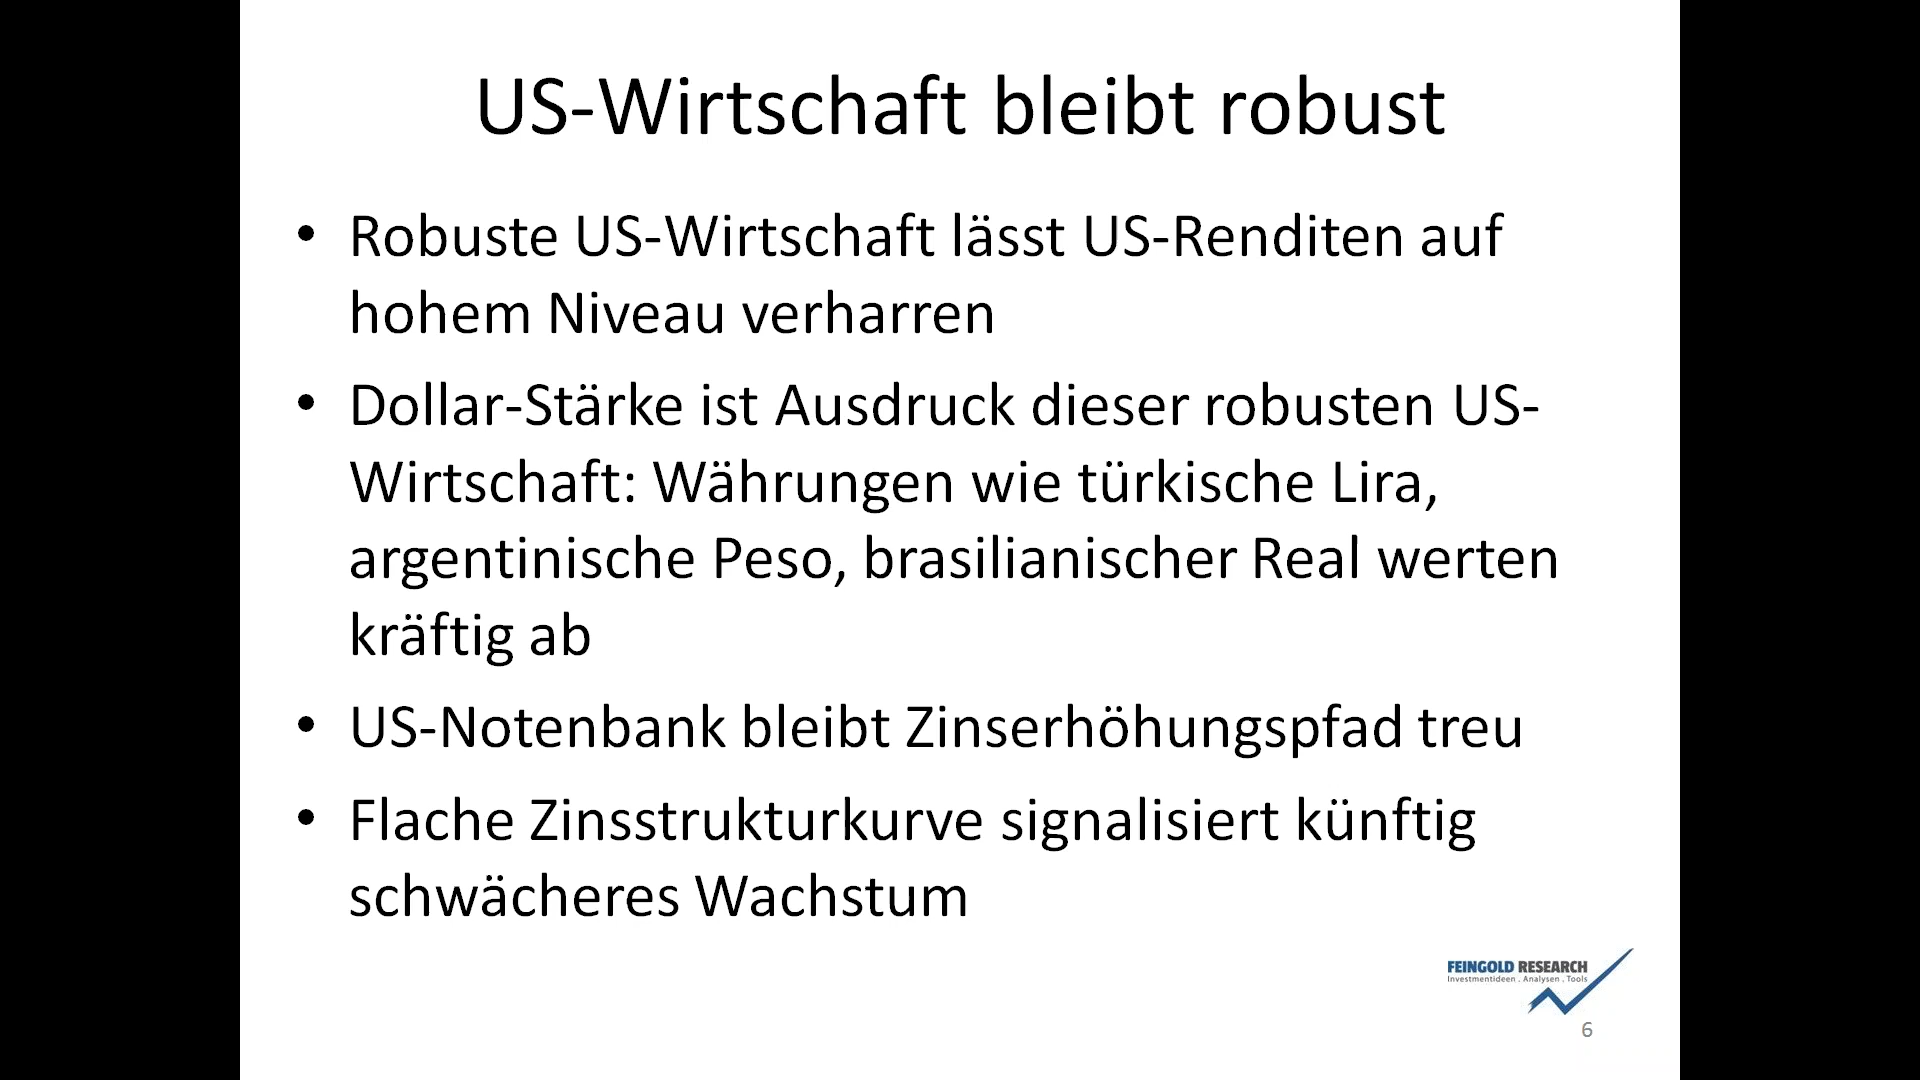 US-Wirtschaft bleibt robust
• Robuste US-Wirtschaft lässt US-Renditen auf
hohem Niveau verharren
• Dollar-Stärke ist Ausdruck dieser robusten US-
Wirtschaft: Währungen wie türkische Lira,
argentinische Peso, brasilianischer Real werten
kräftig ab
• US-Notenbank bleibt Zinserhöhungspfad treu
• Flache Zinsstrukturkurve signalisiert künftig
schwächeres Wachstum
FEINGOLD RESEARCH
Investmentideen . Analysen . Tools
6